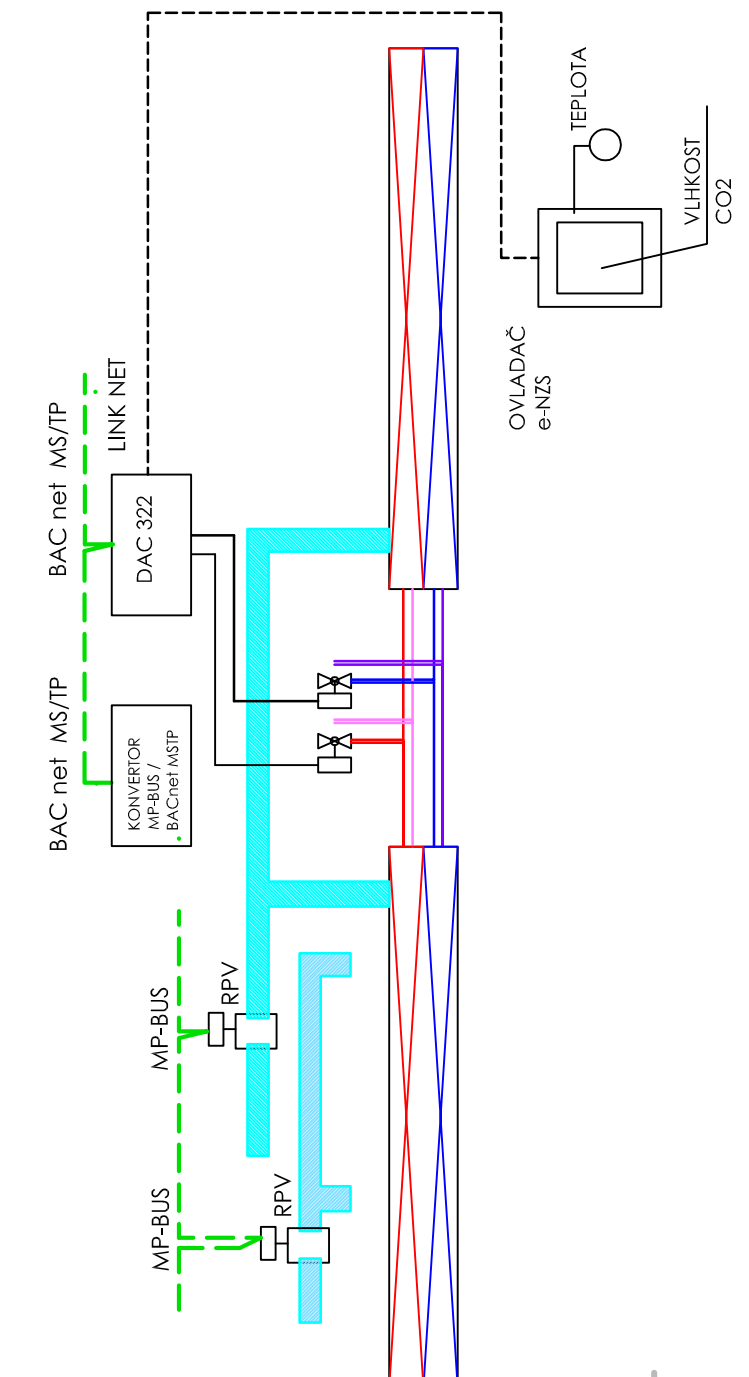 TEPLOTA
VLHKOST
CO2
OVLADAČ
e-NZS
BAC net MS/TP
LINK NET
DAC 322
BAC net MS/TP
KONVERTOR
MP-BUS /
BACnet MSTP
MP-BUS
RPV
MP-BUS
RPV